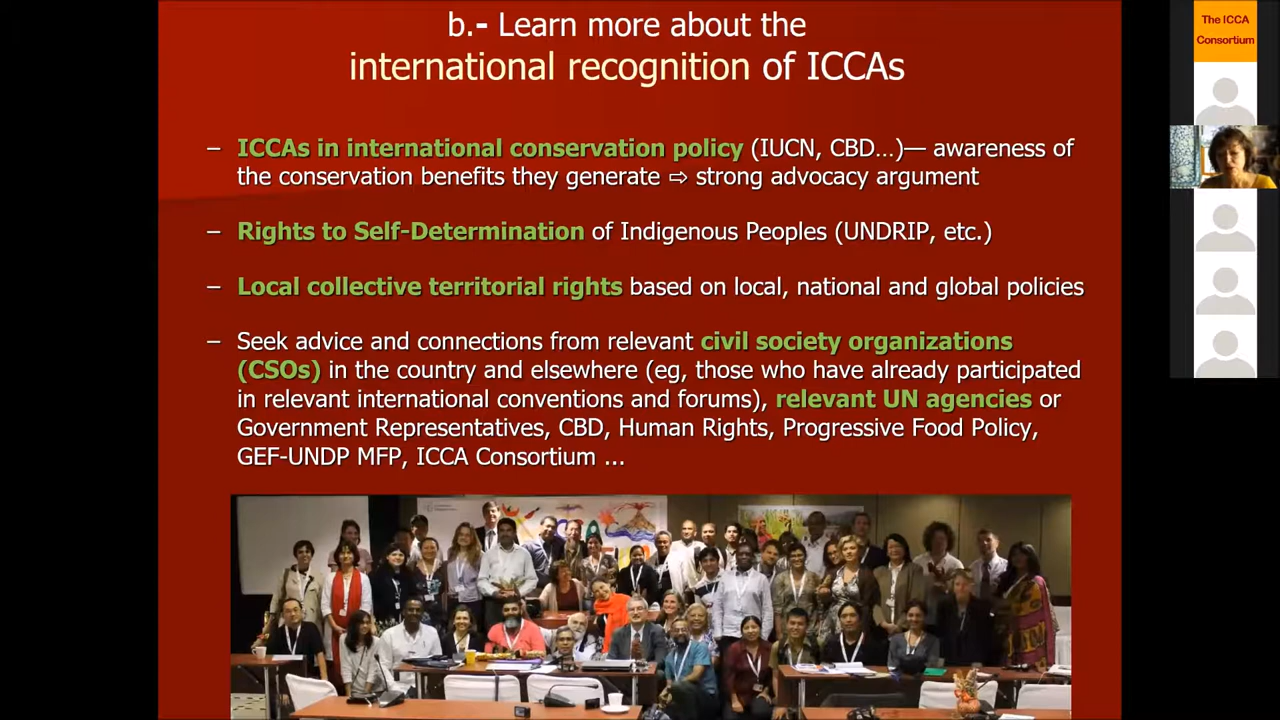 b.- Learn more about the
international recognition of ICCAs
– ICCAs in international conservation policy (IUCN, CBD…)— awareness of
the conservation benefits they generate ⇨ strong advocacy argument
– Rights to Self-Determination of Indigenous Peoples (UNDRIP, etc.)
– Local collective territorial rights based on local, national and global policies
– Seek advice and connections from relevant civil society organizations
(CSOs) in the country and elsewhere (eg, those who have already participated
in relevant international conventions and forums), relevant UN agencies or
Government Representatives, CBD, Human Rights, Progressive Food Policy,
GEF-UNDP MFP, ICCA Consortium ...
The ICCA
Consortium